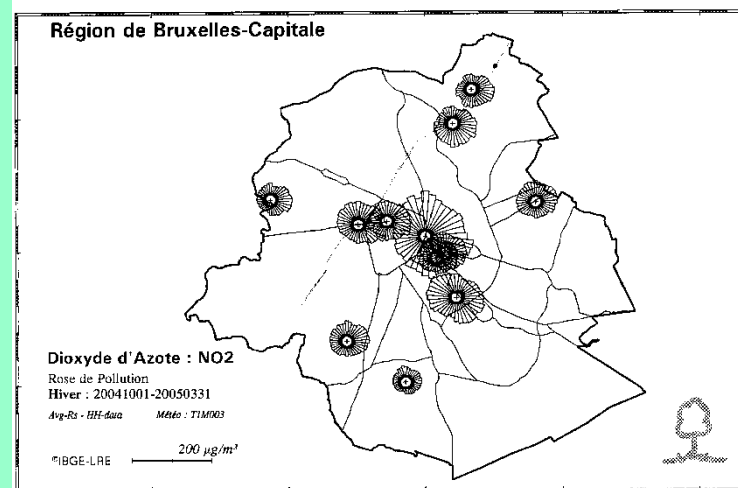 Région de Bruxelles-Capitale
Dioxyde d'Azote : NO2
Rose de Pollution
Hiver : 20041001-20050331
Avg-Rs - HH-data Météo : T1M003
©IBGE-LRE 200 µg/m³